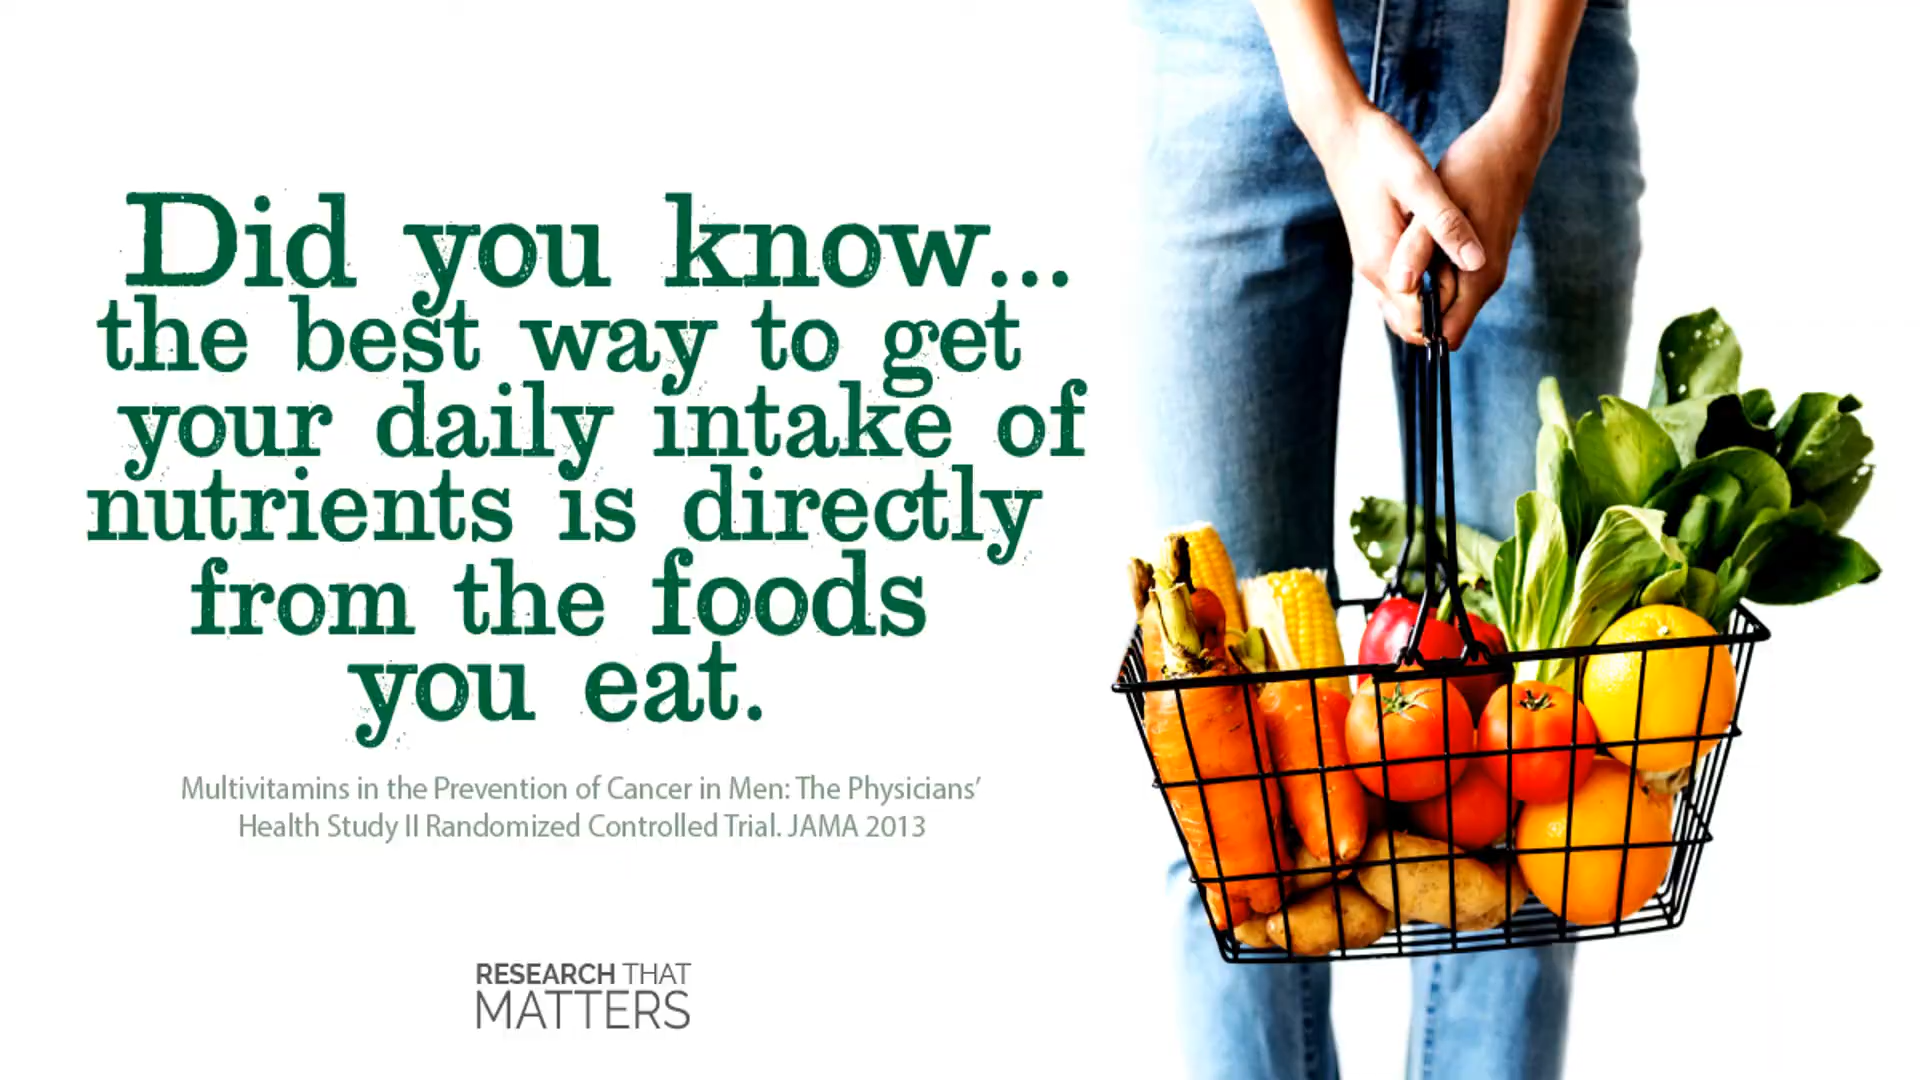 Did you know...
the best way to get
your daily intake of
nutrients is directly
from the foods
you eat.
Multivitamins in the Prevention of Cancer in Men: The Physicians’
Health Study II Randomized Controlled Trial. JAMA 2013
RESEARCH THAT
MATTERS